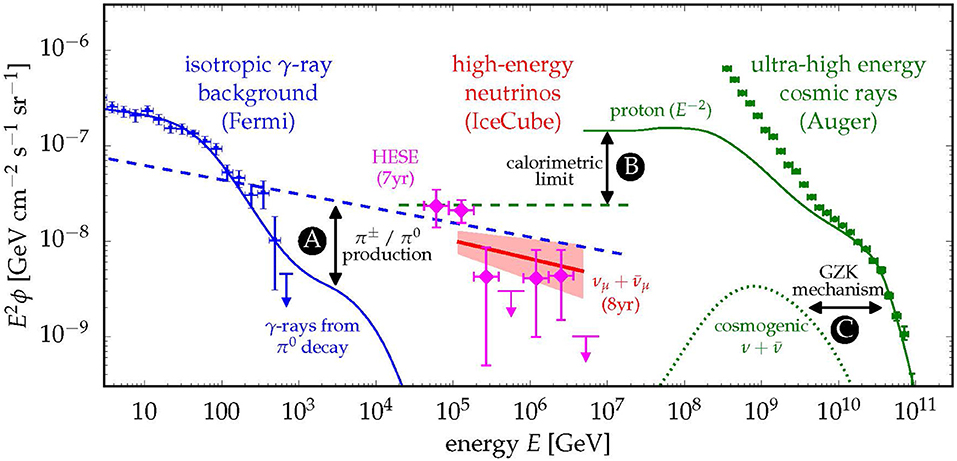 10⁻⁶
10⁻⁷
10⁻⁸
10⁻⁹
E²ϕ [GeV cm⁻² s⁻¹ sr⁻¹]
isotropic γ-ray
background
(Fermi)
high-energy
neutrinos
(IceCube)
ultra-high energy
cosmic rays
(Auger)
proton (E⁻²)
HESE
(7yr)
calorimetric
limit
B
A
π± / π⁰
production
νμ + ν̄μ
(8yr)
γ-rays from
π⁰ decay
GZK
mechanism
C
cosmogenic
ν + ν̄
10 100 10³ 10⁴ 10⁵ 10⁶ 10⁷ 10⁸ 10⁹ 10¹⁰ 10¹¹
energy E [GeV]